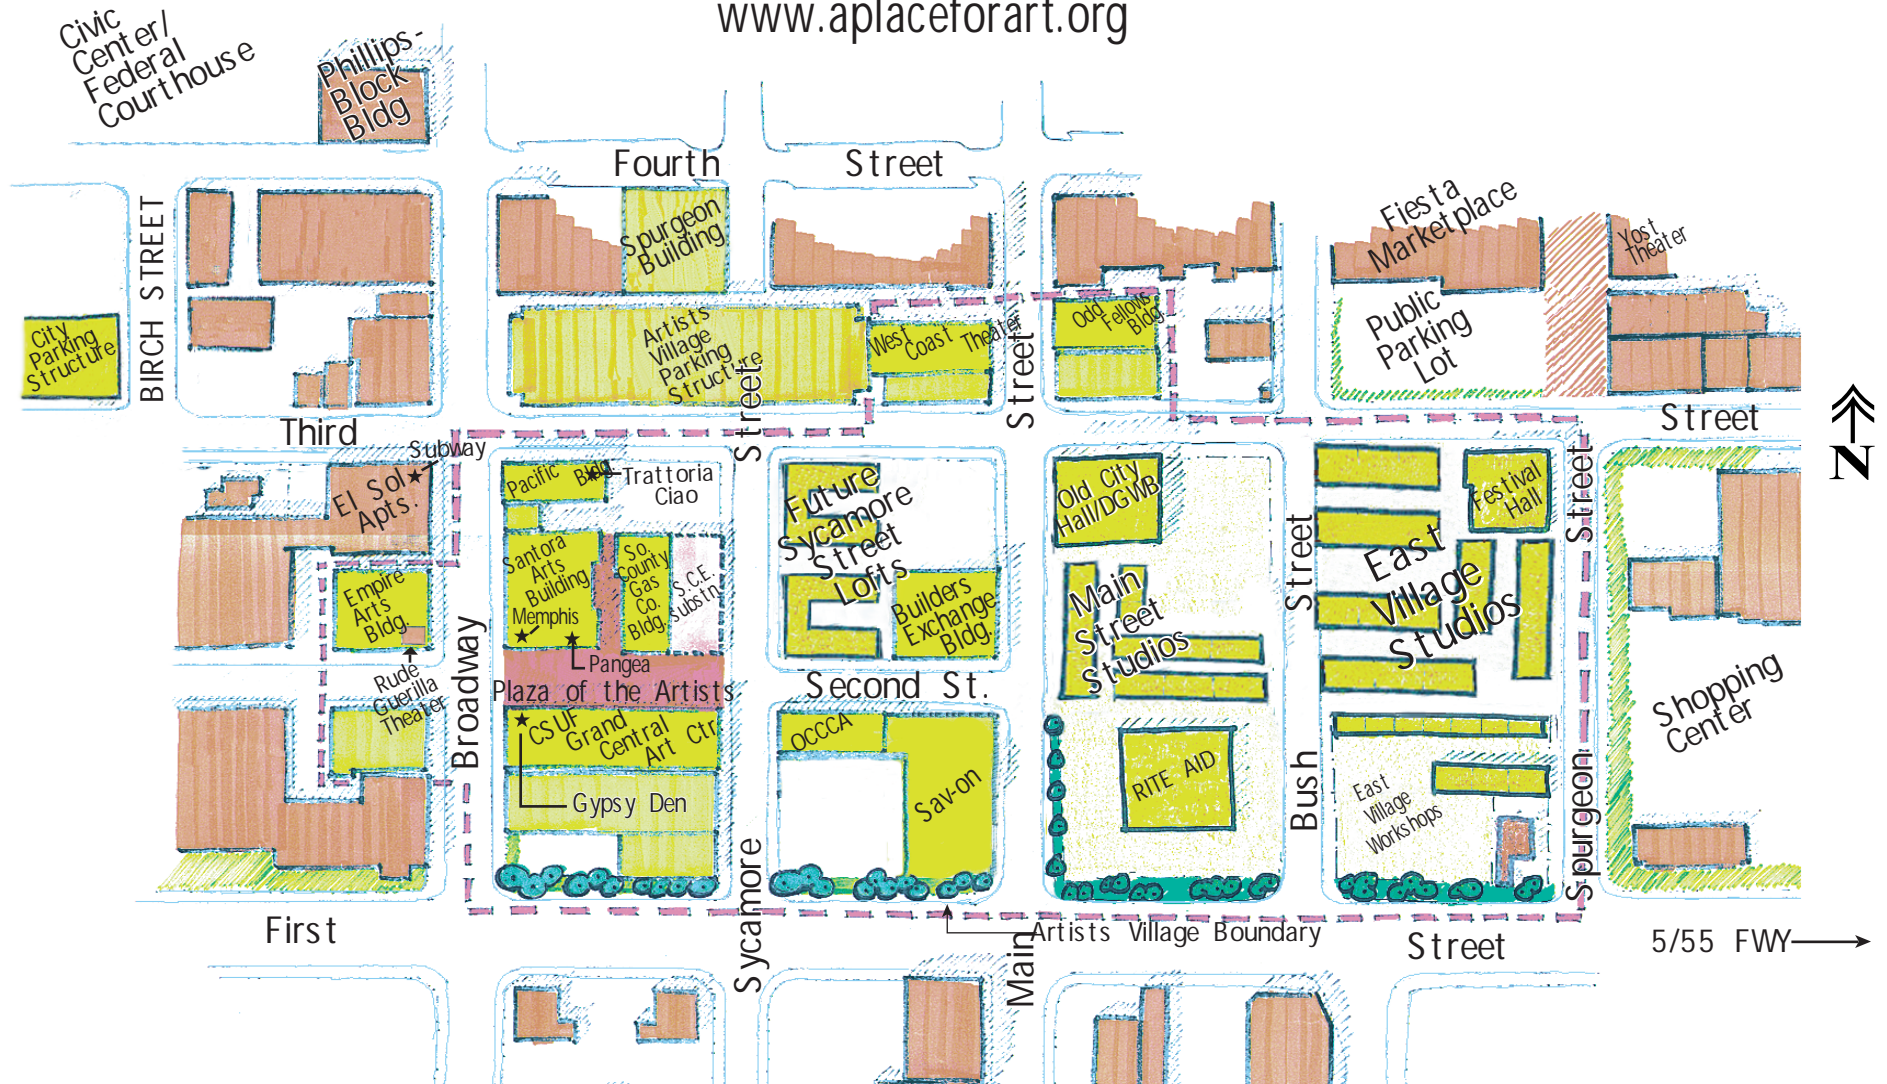 www.aplaceforart.org
Civic
Center/
Federal
Courthouse
Phillips-
Block
Bldg
Fourth Street
BIRCH STREET
Spurgeon
Building
Fiesta
Marketplace
Yost
Theater
City
Parking
Structure
Artists
Village
Parking
Structure
West
Coast Theater
Odd
Fellows
Bldg.
Public
Parking
Lot
Third
Street
Street
Street
N
Subway
El Sol
Apts.
Pacific Bldg.
Trattoria
Ciao
Future
Sycamore
Street
Lofts
Old City
Hall/DGWB
Festival
Hall
Street
Street
Empire
Arts
Bldg.
Santora
Arts
Building
Memphis
So.
County
Gas
Co.
Bldg.
S.C.E.
substn.
Builders
Exchange
Bldg.
Main
Street
Studios
East
Village
Studios
Pangea
Rude
Guerilla
Theater
Plaza of the Artists
Second St.
Broadway
CSUF
Grand
Central
Art Ctr.
OCCCA
Sav-on
RITE AID
Shopping
Center
Gypsy Den
East
Village
Workshops
Bush
Spurgeon
Sycamore
Main
First
Artists Village Boundary
Street
5/55 FWY